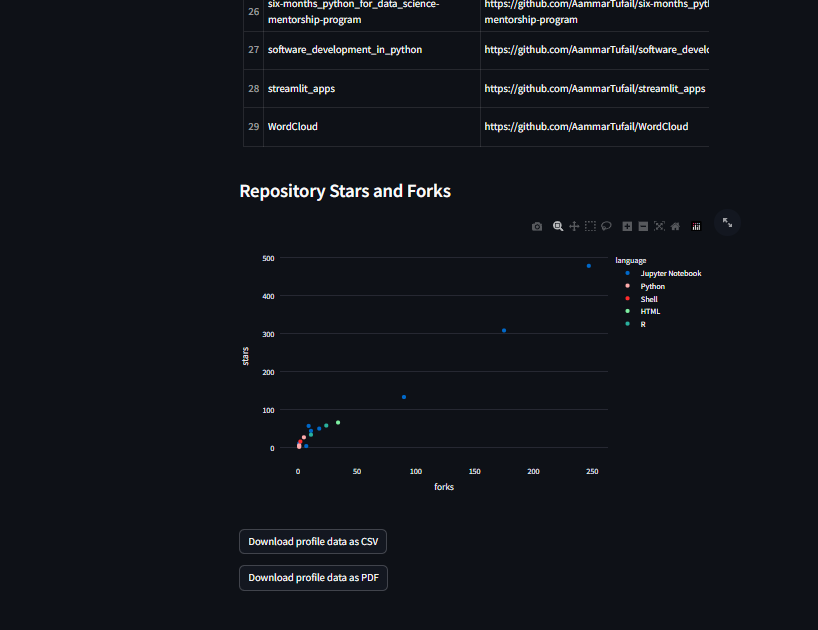 26 six-months_python_for_data_science- https://github.com/AammarTufail/six-months_pyt
mentorship-program mentorship-program
27 software_development_in_python https://github.com/AammarTufail/software_develo
28 streamlit_apps https://github.com/AammarTufail/streamlit_apps
29 WordCloud https://github.com/AammarTufail/WordCloud
Repository Stars and Forks
language
Jupyter Notebook
Python
Shell
HTML
R
500
400
300
200
100
0
stars
0 50 100 150 200 250
forks
Download profile data as CSV
Download profile data as PDF